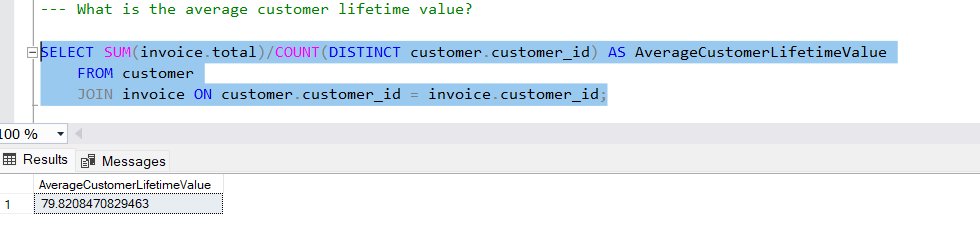 --- What is the average customer lifetime value?
SELECT SUM(invoice.total)/COUNT(DISTINCT customer.customer_id) AS AverageCustomerLifetimeValue
FROM customer
JOIN invoice ON customer.customer_id = invoice.customer_id;
100 %
Results Messages
AverageCustomerLifetimeValue
1 79.8208470829463